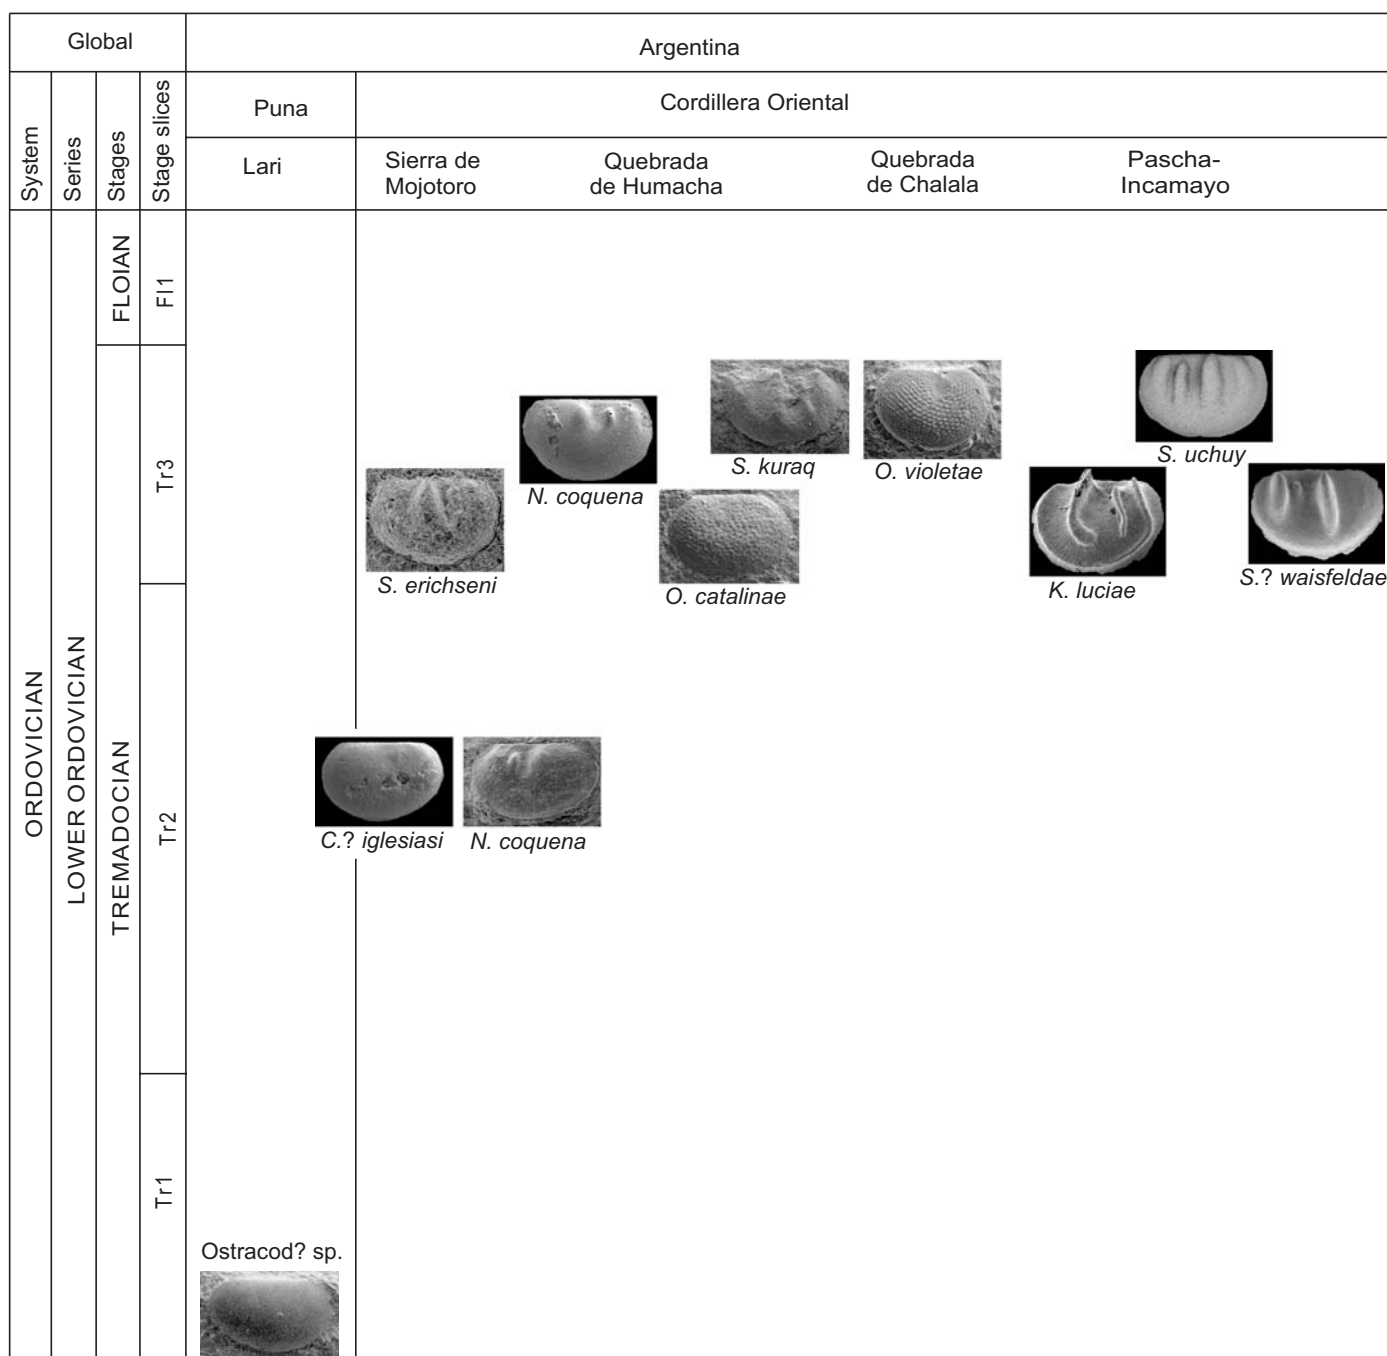 Global
Argentina
System
Series
Stages
Stage slices
Puna
Cordillera Oriental
Lari
Sierra de
Mojotoro
Quebrada
de Humacha
Quebrada
de Chalala
Pascha-
Incamayo
ORDOVICIAN
LOWER ORDOVICIAN
FLOIAN
TREMADOCIAN
Fl1
Tr3
Tr2
Tr1
S. erichseni
N. coquena
O. catalinae
S. kuraq
O. violetae
K. luciae
S. uchuy
S.? waisfeldae
C.? iglesiasi
N. coquena
Ostracod? sp.